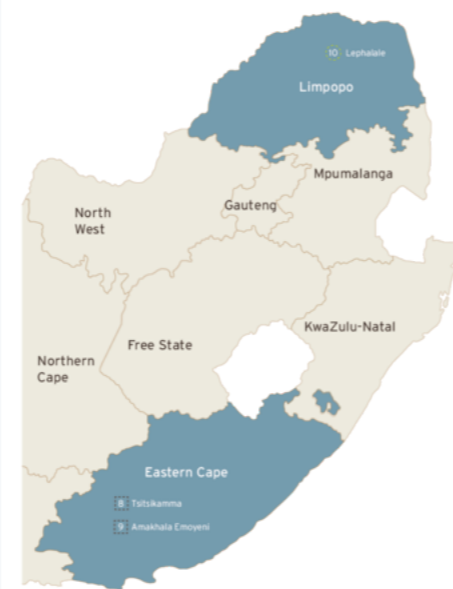 10 Lephalale
Limpopo
Mpumalanga
Gauteng
North
West
KwaZulu-Natal
Free State
Northern
Cape
Eastern Cape
8 Tsitsikamma
9 Amakhala Emoyeni